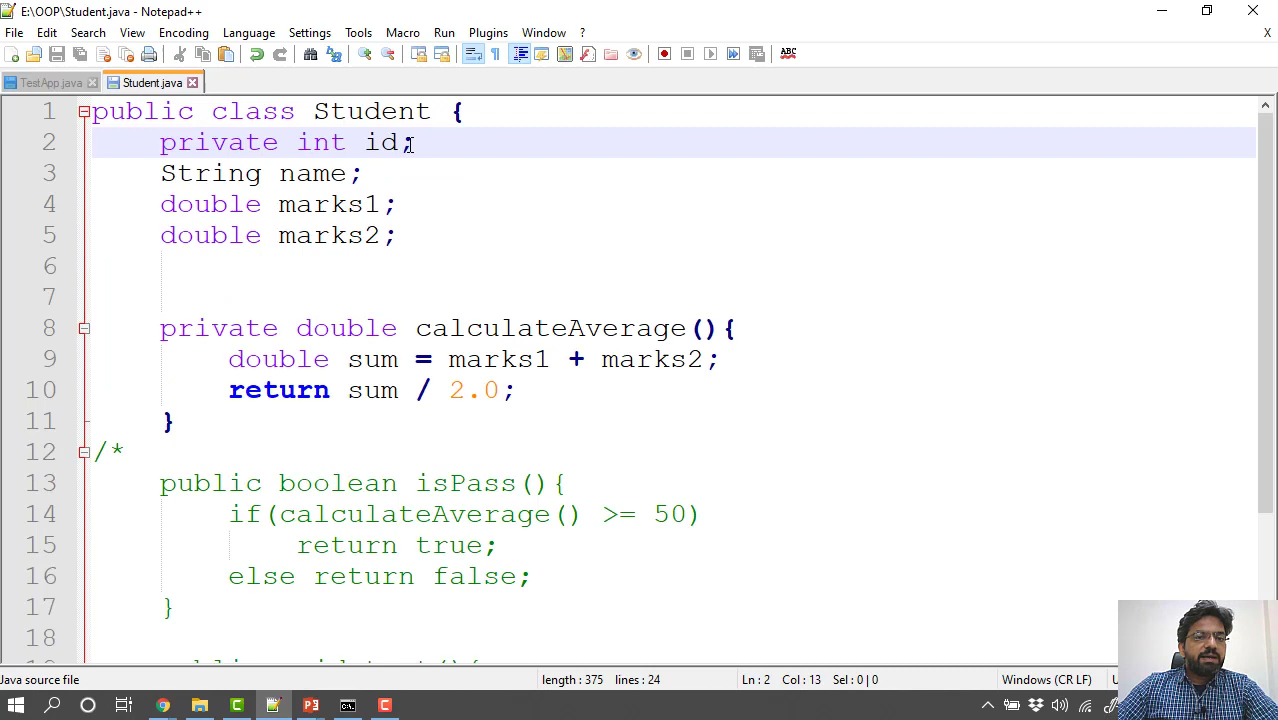 E:\OOP\Student.java - Notepad++
File Edit Search View Encoding Language Settings Tools Macro Run Plugins Window ? X
ABC
TestApp.java Student.java
1 public class Student {
2 private int id;
3 String name;
4 double marks1;
5 double marks2;
6
7
8 private double calculateAverage(){
9 double sum = marks1 + marks2;
10 return sum / 2.0;
11 }
12 /*
13 public boolean isPass(){
14 if(calculateAverage() >= 50)
15 return true;
16 else return false;
17 }
18
Java source file length : 375 lines : 24 Ln : 2 Col : 13 Sel : 0 | 0 Windows (CR LF)